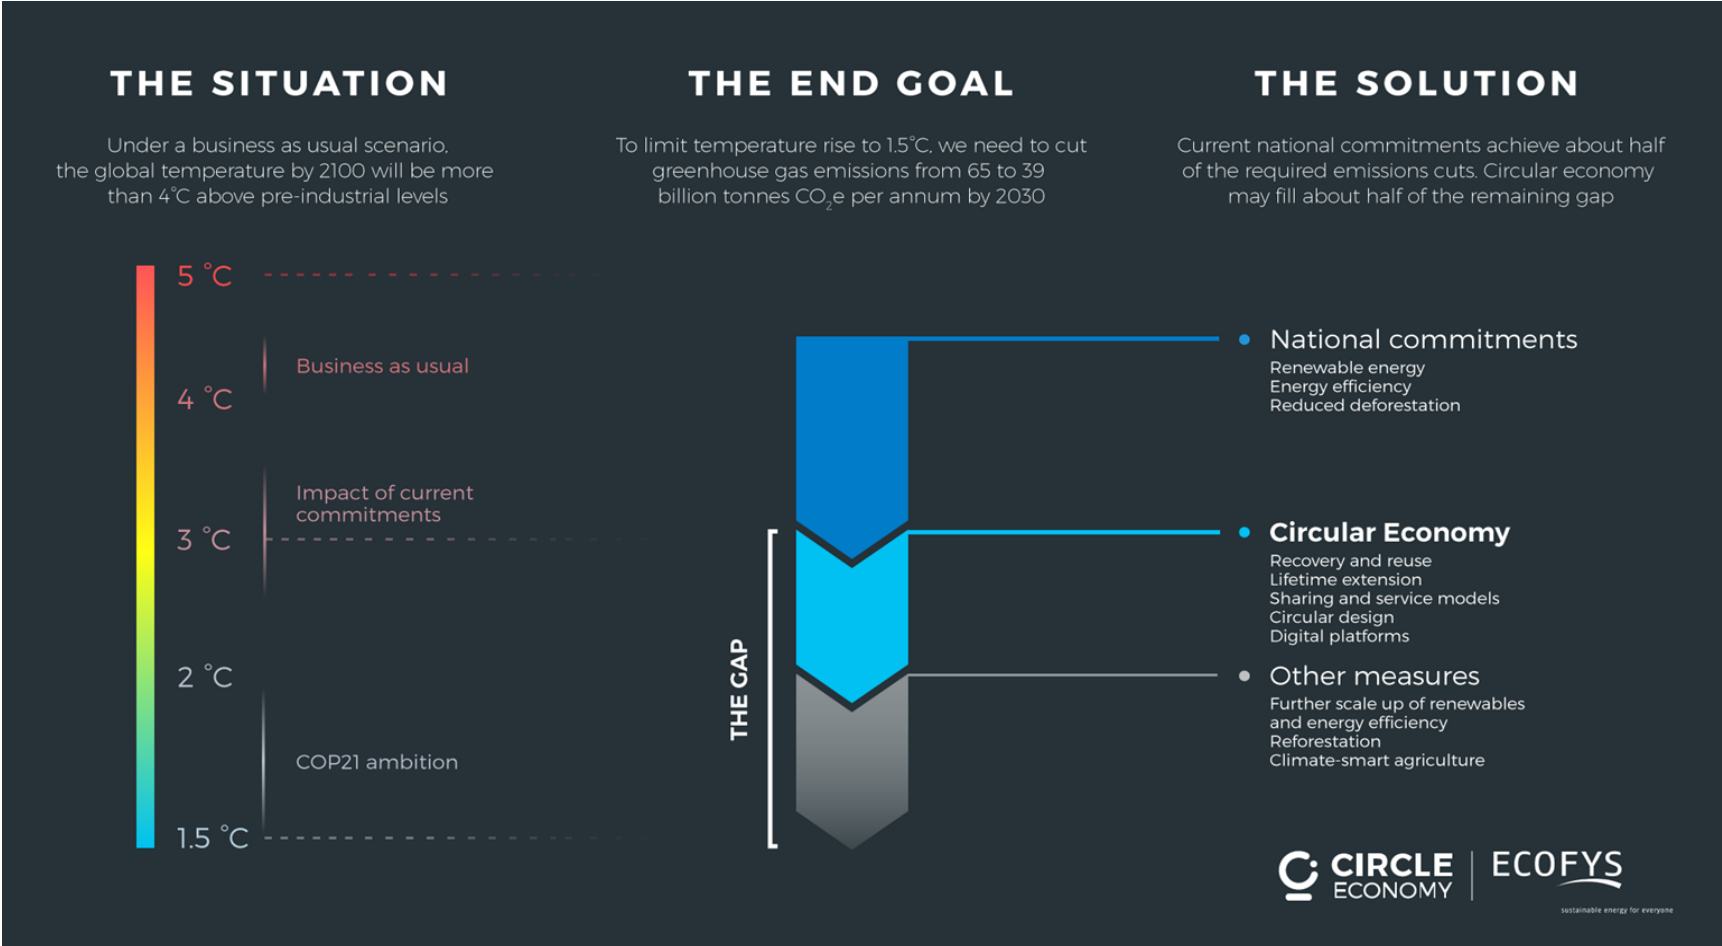 THE SITUATION
Under a business as usual scenario,
the global temperature by 2100 will be more
than 4°C above pre-industrial levels
5 °C
Business as usual
4 °C
Impact of current
commitments
3 °C
2 °C
COP21 ambition
1.5 °C
THE END GOAL
To limit temperature rise to 1.5°C, we need to cut
greenhouse gas emissions from 65 to 39
billion tonnes CO₂e per annum by 2030
THE GAP
THE SOLUTION
Current national commitments achieve about half
of the required emissions cuts. Circular economy
may fill about half of the remaining gap
National commitments
Renewable energy
Energy efficiency
Reduced deforestation
Circular Economy
Recovery and reuse
Lifetime extension
Sharing and service models
Circular design
Digital platforms
Other measures
Further scale up of renewables
and energy efficiency
Reforestation
Climate-smart agriculture
CIRCLE
ECONOMY
ECOFYS
sustainable energy for everyone